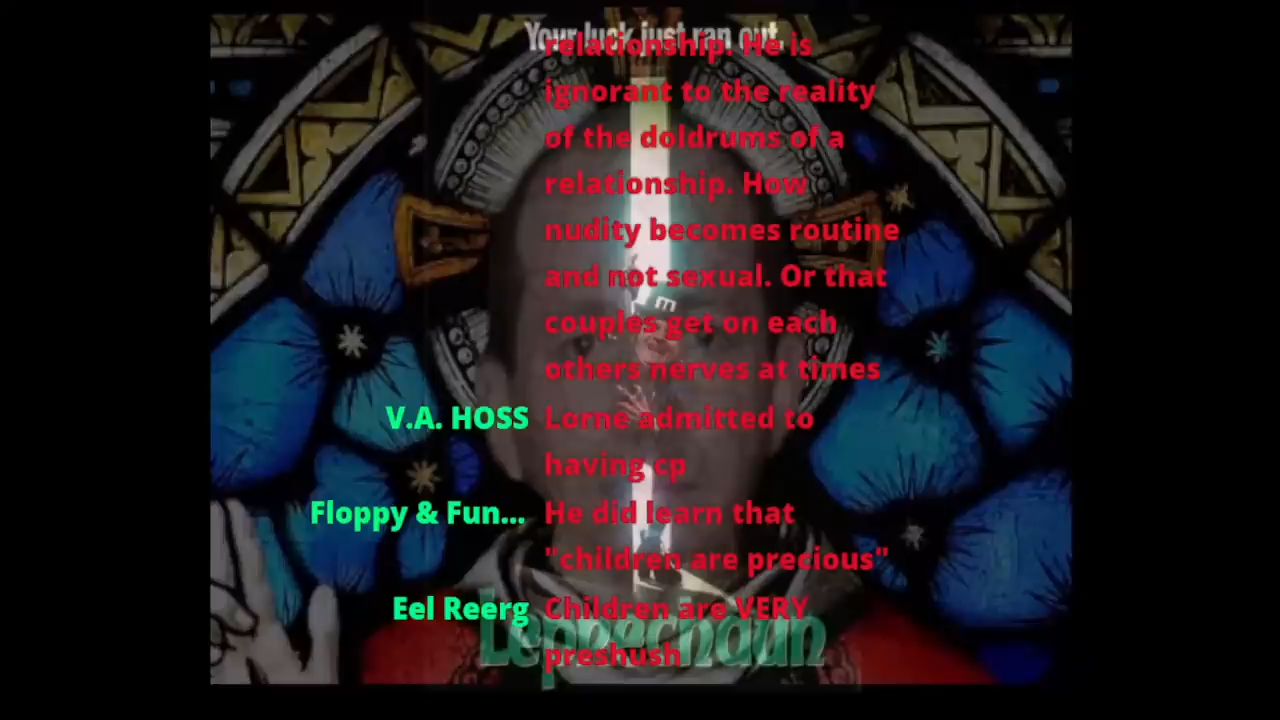 Your luck just ran out.
relationship. He is
ignorant to the reality
of the doldrums of a
relationship. How
nudity becomes routine
and not sexual. Or that
couples get on each
others nerves at times
V.A. HOSS Lorne admitted to
having cp
Floppy & Fun... He did learn that
"children are precious"
Eel Reerg Children are VERY
preshush
Leprechaun